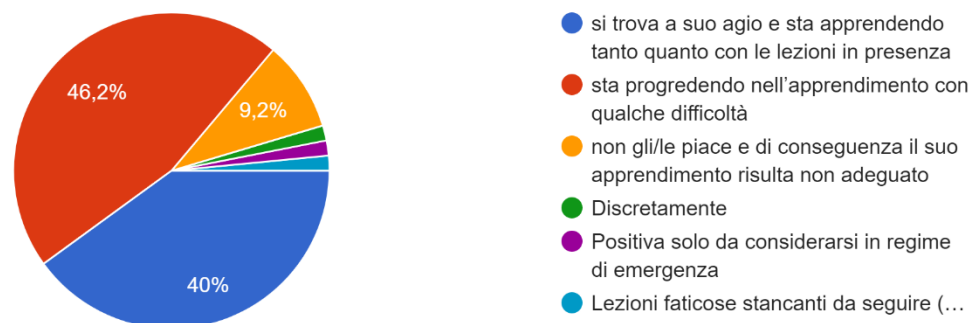 46,2%
9,2%
40%
si trova a suo agio e sta apprendendo
tanto quanto con le lezioni in presenza
sta progredendo nell'apprendimento con
qualche difficoltà
non gli/le piace e di conseguenza il suo
apprendimento risulta non adeguato
Discretamente
Positiva solo da considerarsi in regime
di emergenza
Lezioni faticose stancanti da seguire (…